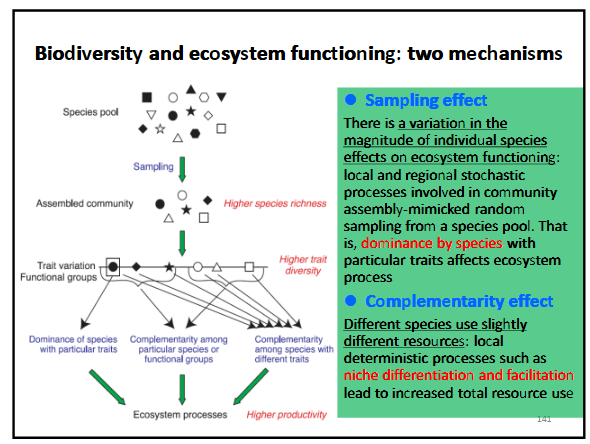 Biodiversity and ecosystem functioning: two mechanisms
Species pool
Sampling
Assembled community
Higher species richness
Higher trait
diversity
Trait variation
Functional groups
Dominance of species
with particular traits
Complementarity among
particular species or
functional groups
Complementarity
among species with
different traits
Ecosystem processes
Higher productivity
● Sampling effect
There is a variation in the
magnitude of individual species
effects on ecosystem functioning:
local and regional stochastic
processes involved in community
assembly-mimicked random
sampling from a species pool. That
is, dominance by species with
particular traits affects ecosystem
process
● Complementarity effect
Different species use slightly
different resources: local
deterministic processes such as
niche differentiation and facilitation
lead to increased total resource use
141